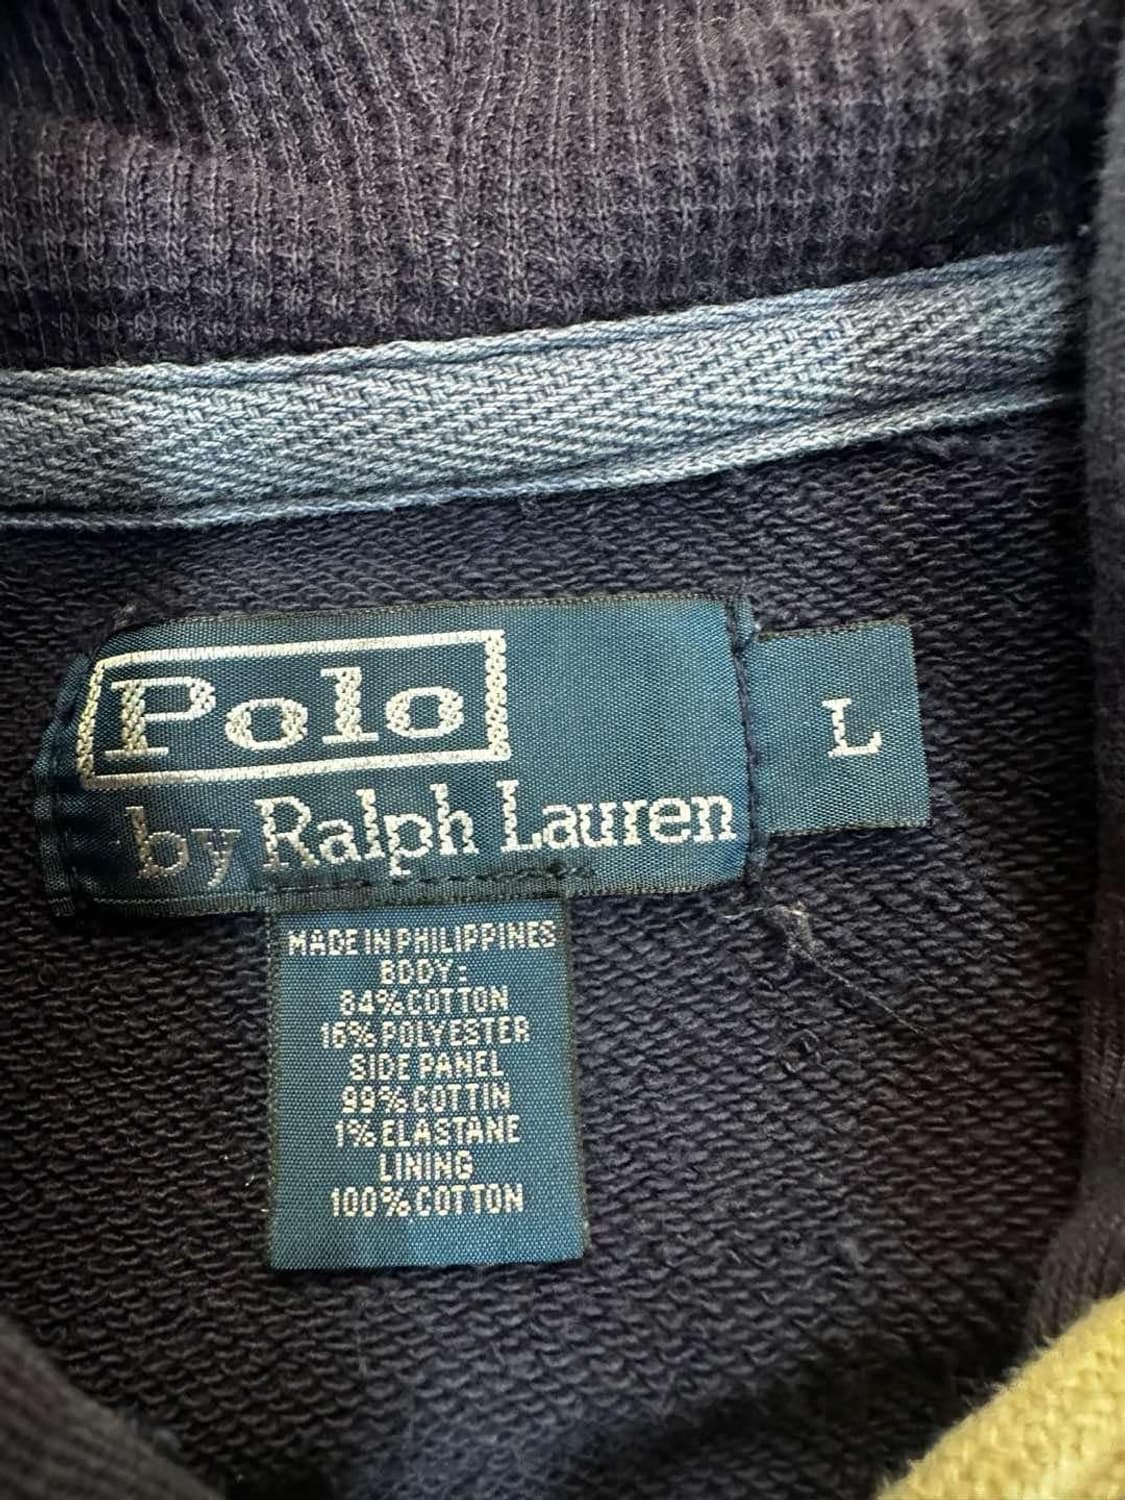 Polo
by Ralph Lauren
L
MADE IN PHILIPPINES
BODY:
84%COTTON
16%POLYESTER
SIDE PANEL
99%COTTIN
1%ELASTANE
LINING
100%COTTON